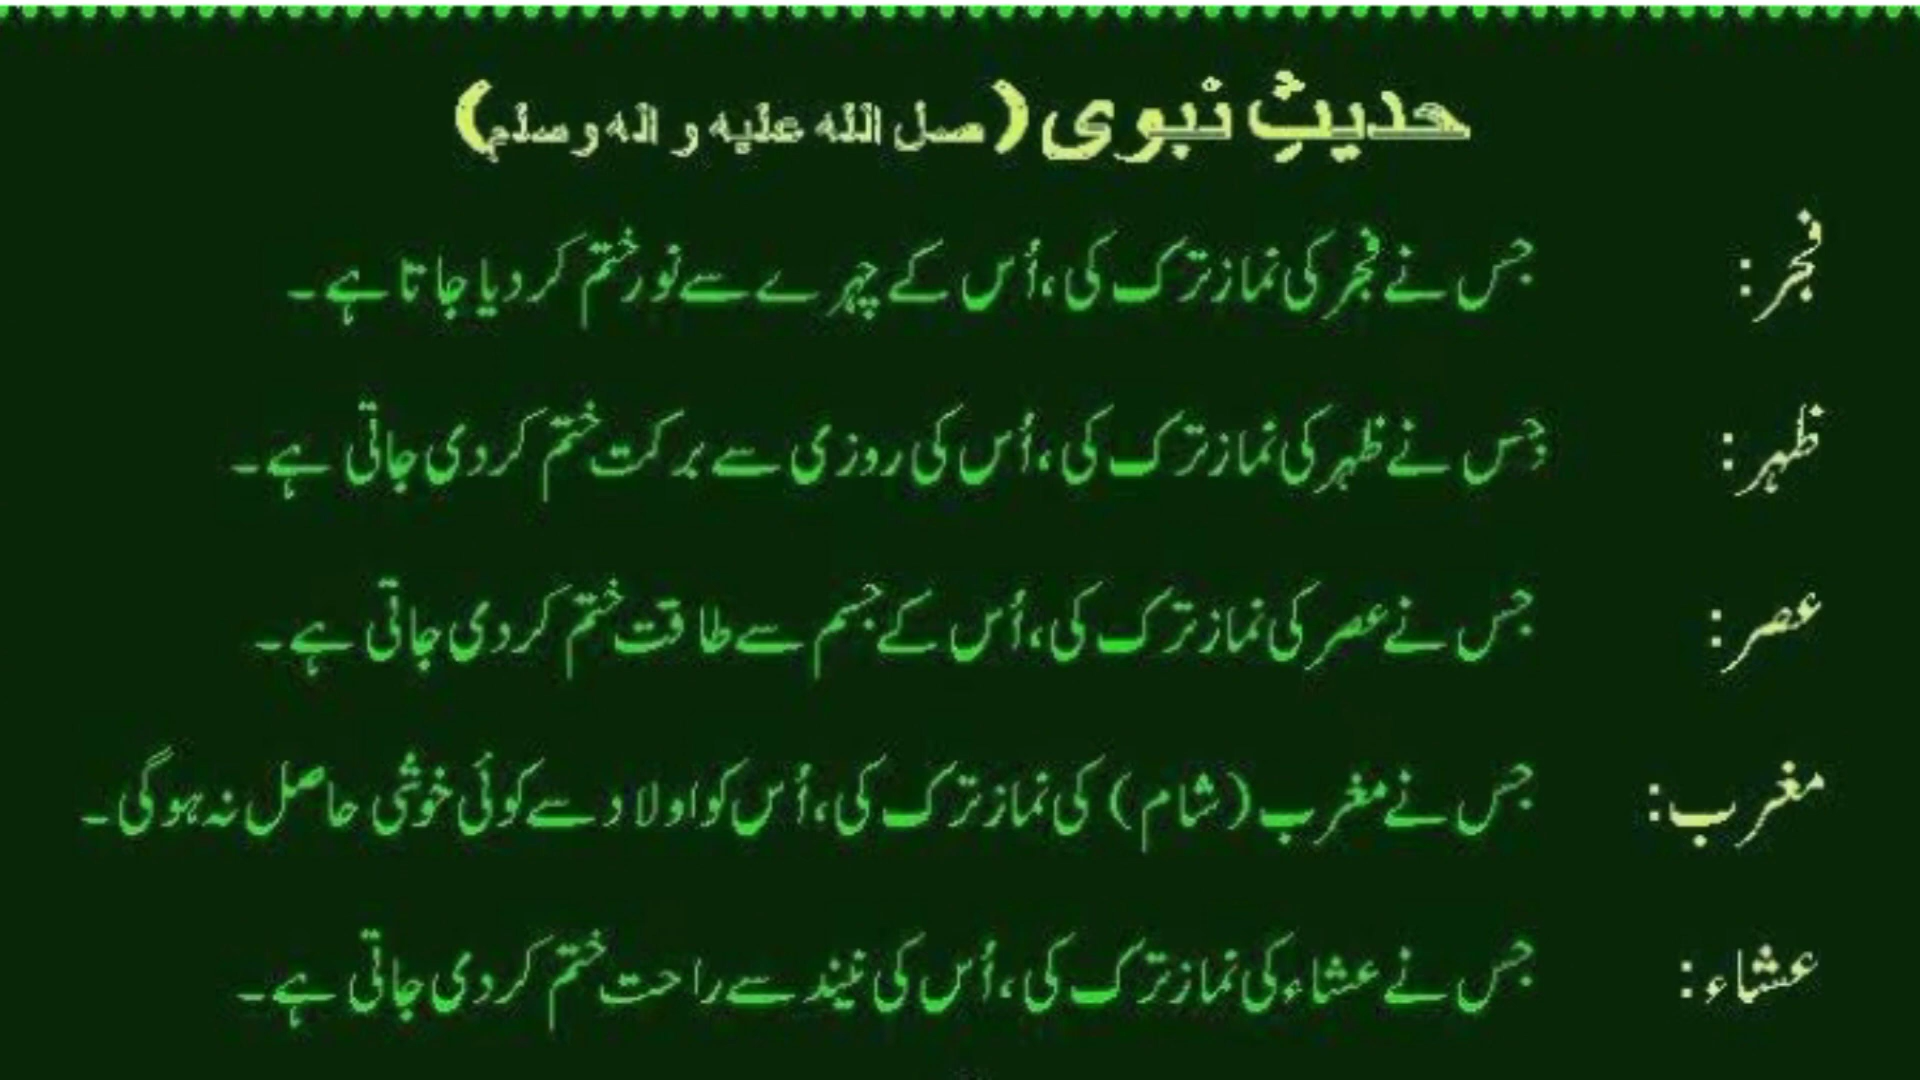 حدیثِ نبوی (صل اللہ علیہ و الہ وسلم)
فجر: جس نے فجر کی نماز ترک کی، اُس کے چہرے سے نور ختم کر دیا جاتا ہے۔
ظہر: جس نے ظہر کی نماز ترک کی، اُس کی روزی سے برکت ختم کر دی جاتی ہے۔
عصر: جس نے عصر کی نماز ترک کی، اُس کے جسم سے طاقت ختم کر دی جاتی ہے۔
مغرب: جس نے مغرب (شام) کی نماز ترک کی، اُس کو اولاد سے کوئی خوشی حاصل نہ ہوگی۔
عشاء: جس نے عشاء کی نماز ترک کی، اُس کی نیند سے راحت ختم کر دی جاتی ہے۔